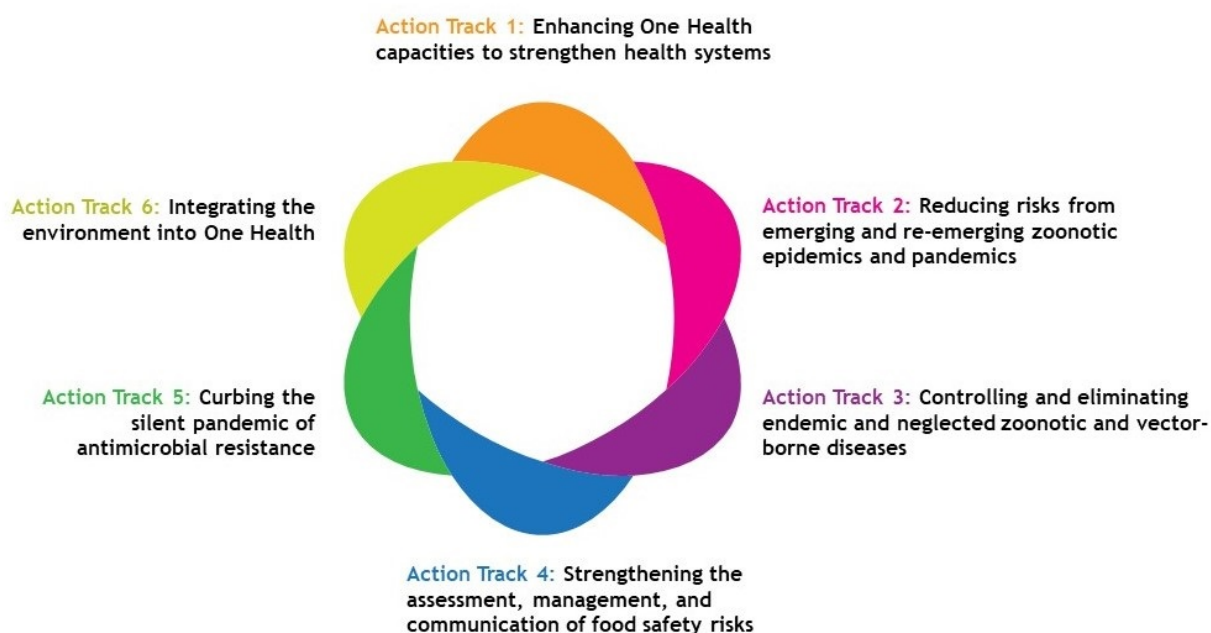 Action Track 1: Enhancing One Health
capacities to strengthen health systems
Action Track 2: Reducing risks from
emerging and re-emerging zoonotic
epidemics and pandemics
Action Track 3: Controlling and eliminating
endemic and neglected zoonotic and vector-
borne diseases
Action Track 4: Strengthening the
assessment, management, and
communication of food safety risks
Action Track 5: Curbing the
silent pandemic of
antimicrobial resistance
Action Track 6: Integrating the
environment into One Health